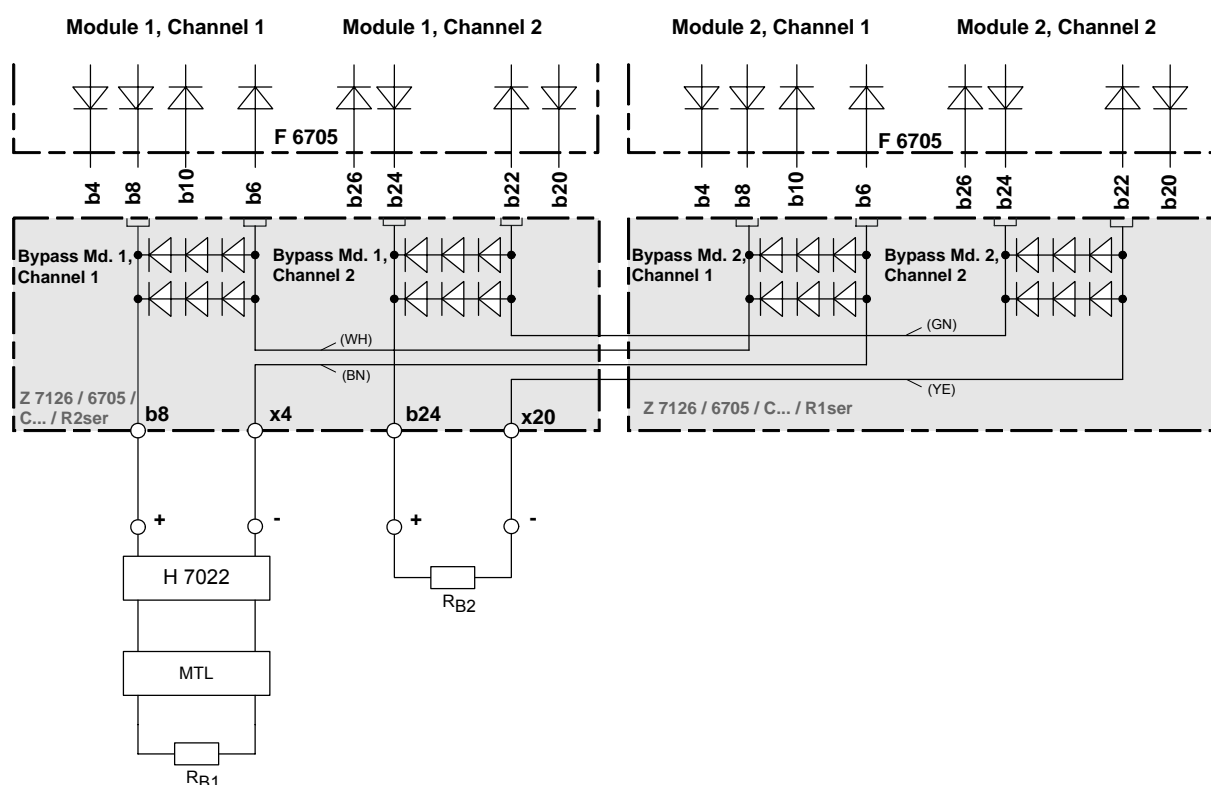 Module 1, Channel 1
Module 1, Channel 2
Module 2, Channel 1
Module 2, Channel 2
F 6705
F 6705
b4
b8
b10
b6
b26
b24
b22
b20
b4
b8
b10
b6
b26
b24
b22
b20
Bypass Md. 1,
Channel 1
Bypass Md. 1,
Channel 2
Bypass Md. 2,
Channel 1
Bypass Md. 2,
Channel 2
(WH)
(GN)
(BN)
(YE)
Z 7126 / 6705 /
C... / R2ser
b8
x4
b24
x20
Z 7126 / 6705 / C... / R1ser
+
-
+
-
H 7022
RB2
MTL
RB1